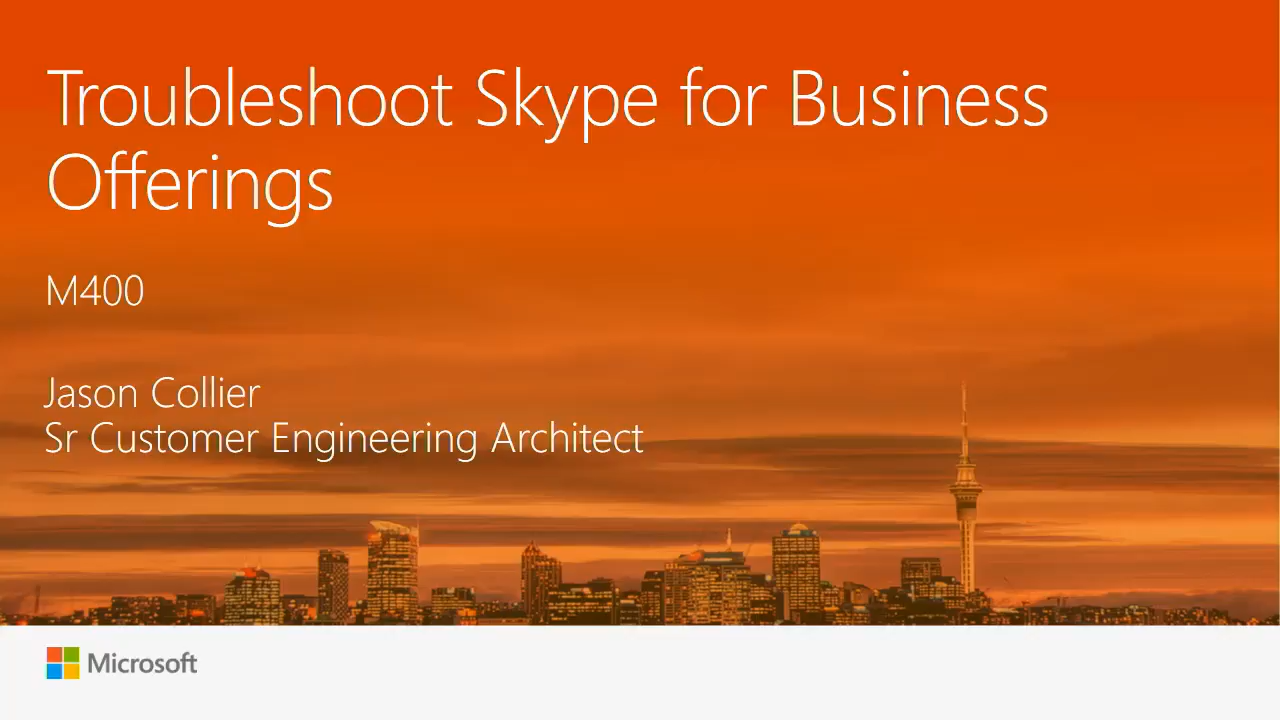 Troubleshoot Skype for Business
Offerings
M400
Jason Collier
Sr Customer Engineering Architect
Microsoft